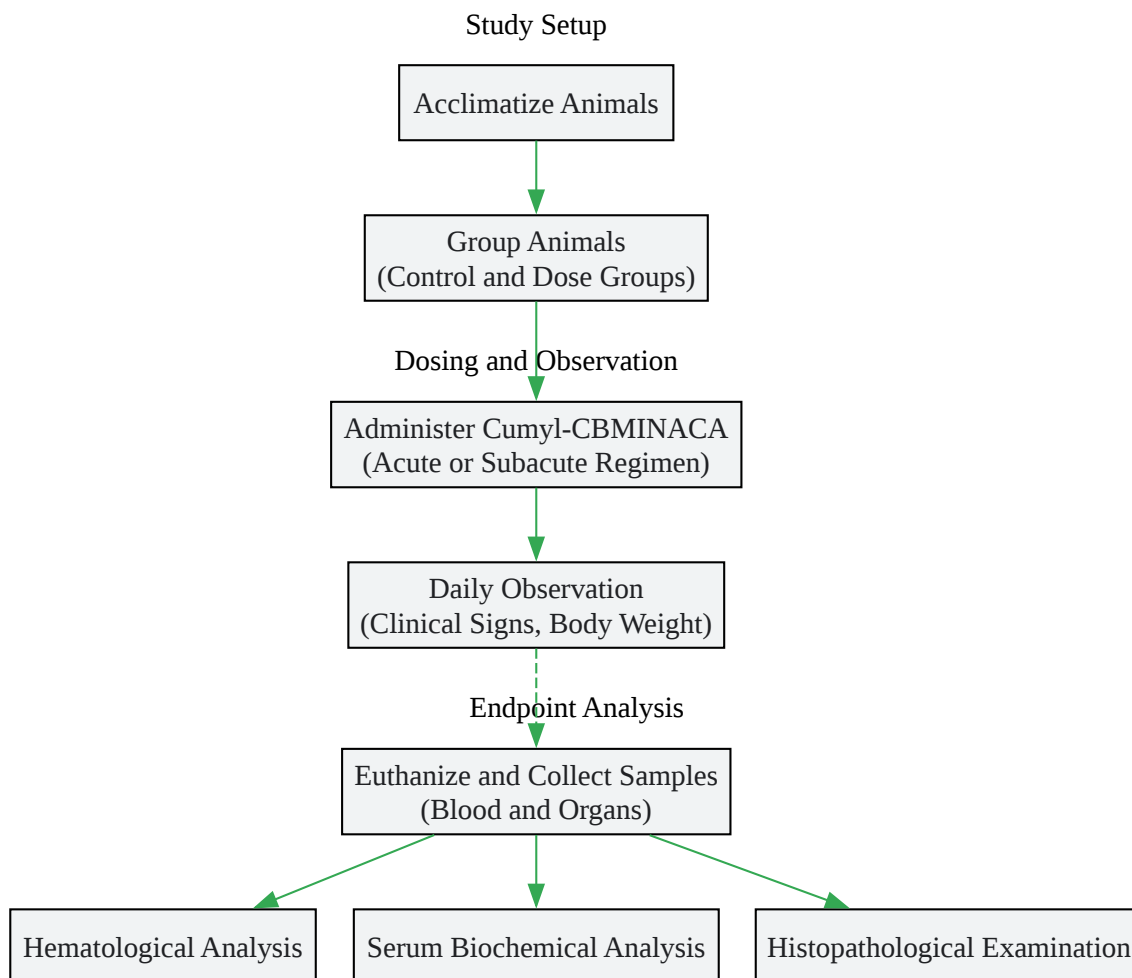 Study Setup
Acclimatize Animals
Group Animals
(Control and Dose Groups)
Dosing and Observation
Administer Cumyl-CBMINACA
(Acute or Subacute Regimen)
Daily Observation
(Clinical Signs, Body Weight)
Endpoint Analysis
Euthanize and Collect Samples
(Blood and Organs)
Hematological Analysis
Serum Biochemical Analysis
Histopathological Examination